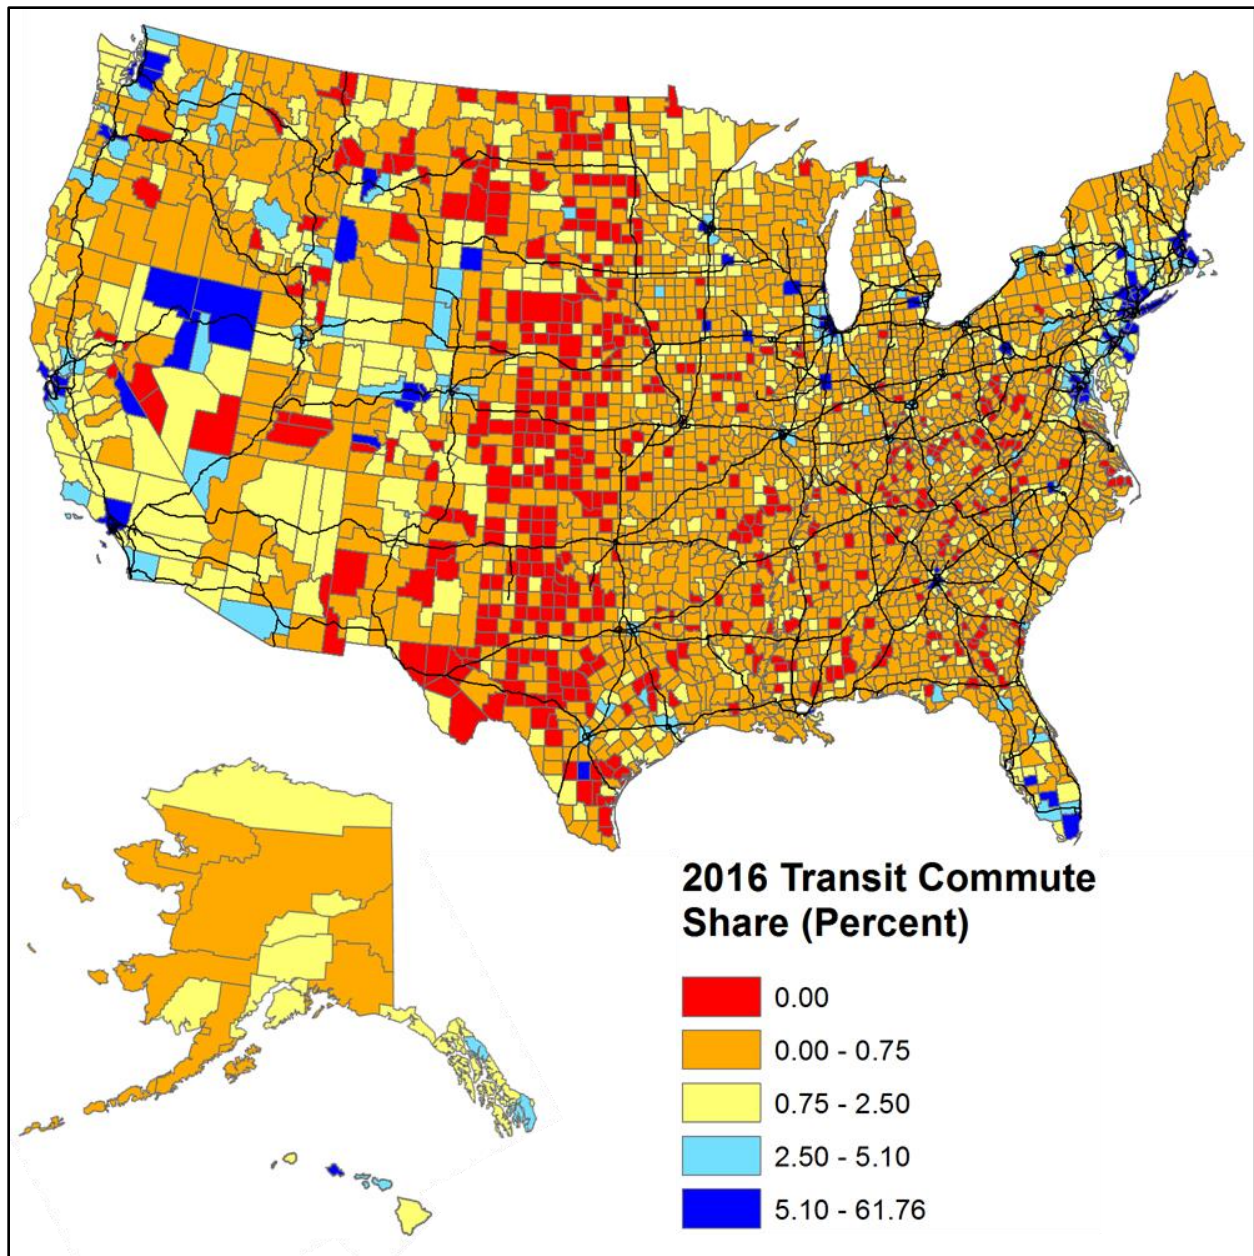 2016 Transit Commute
Share (Percent)
0.00
0.00 - 0.75
0.75 - 2.50
2.50 - 5.10
5.10 - 61.76